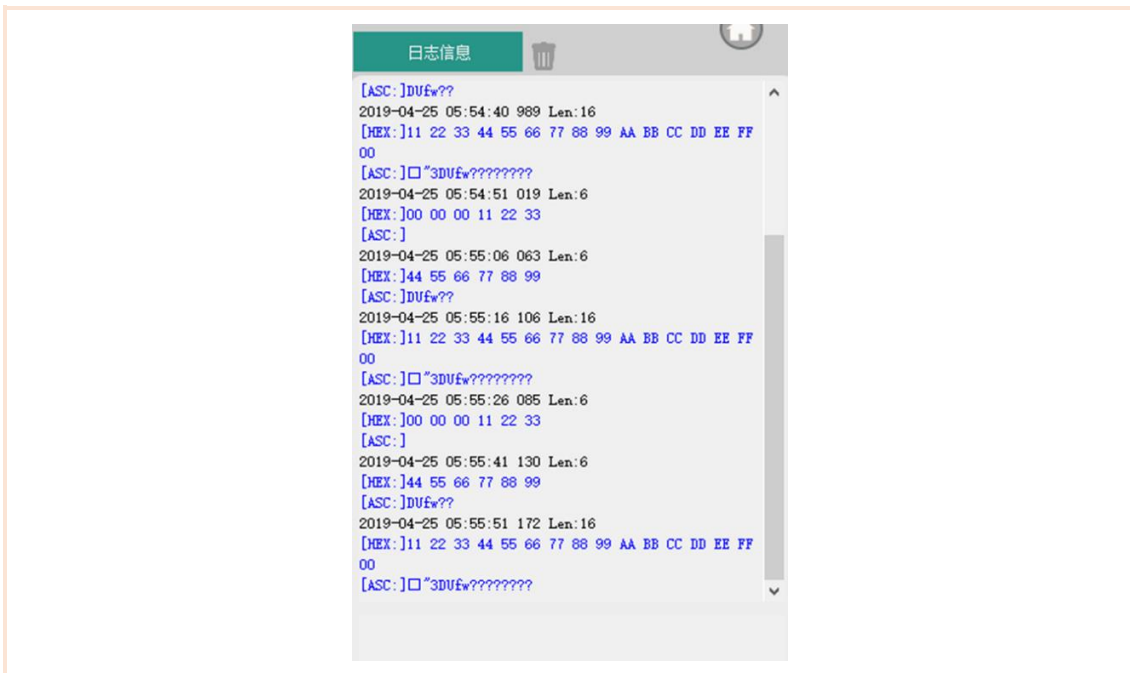 日志信息
[ASC:]DUfw??
2019-04-25 05:54:40 989 Len:16
[HEX:]11 22 33 44 55 66 77 88 99 AA BB CC DD EE FF
00
[ASC:]□"3DUfw????????
2019-04-25 05:54:51 019 Len:6
[HEX:]00 00 00 11 22 33
[ASC:]
2019-04-25 05:55:06 063 Len:6
[HEX:]44 55 66 77 88 99
[ASC:]DUfw??
2019-04-25 05:55:16 106 Len:16
[HEX:]11 22 33 44 55 66 77 88 99 AA BB CC DD EE FF
00
[ASC:]□"3DUfw????????
2019-04-25 05:55:26 085 Len:6
[HEX:]00 00 00 11 22 33
[ASC:]
2019-04-25 05:55:41 130 Len:6
[HEX:]44 55 66 77 88 99
[ASC:]DUfw??
2019-04-25 05:55:51 172 Len:16
[HEX:]11 22 33 44 55 66 77 88 99 AA BB CC DD EE FF
00
[ASC:]□"3DUfw????????